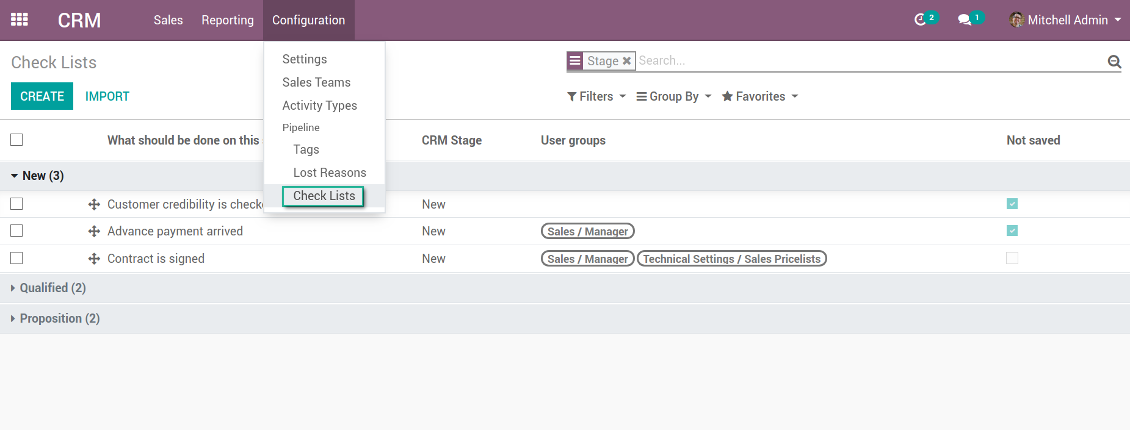 CRM Sales Reporting Configuration 2 1 Mitchell Admin
Check Lists Stage Search...
CREATE IMPORT Filters Group By Favorites
Settings
Sales Teams
Activity Types
Pipeline
Tags
Lost Reasons
Check Lists
What should be done on this CRM Stage User groups Not saved
New (3)
Customer credibility is check New
Advance payment arrived New Sales / Manager
Contract is signed New Sales / Manager Technical Settings / Sales Pricelists
Qualified (2)
Proposition (2)